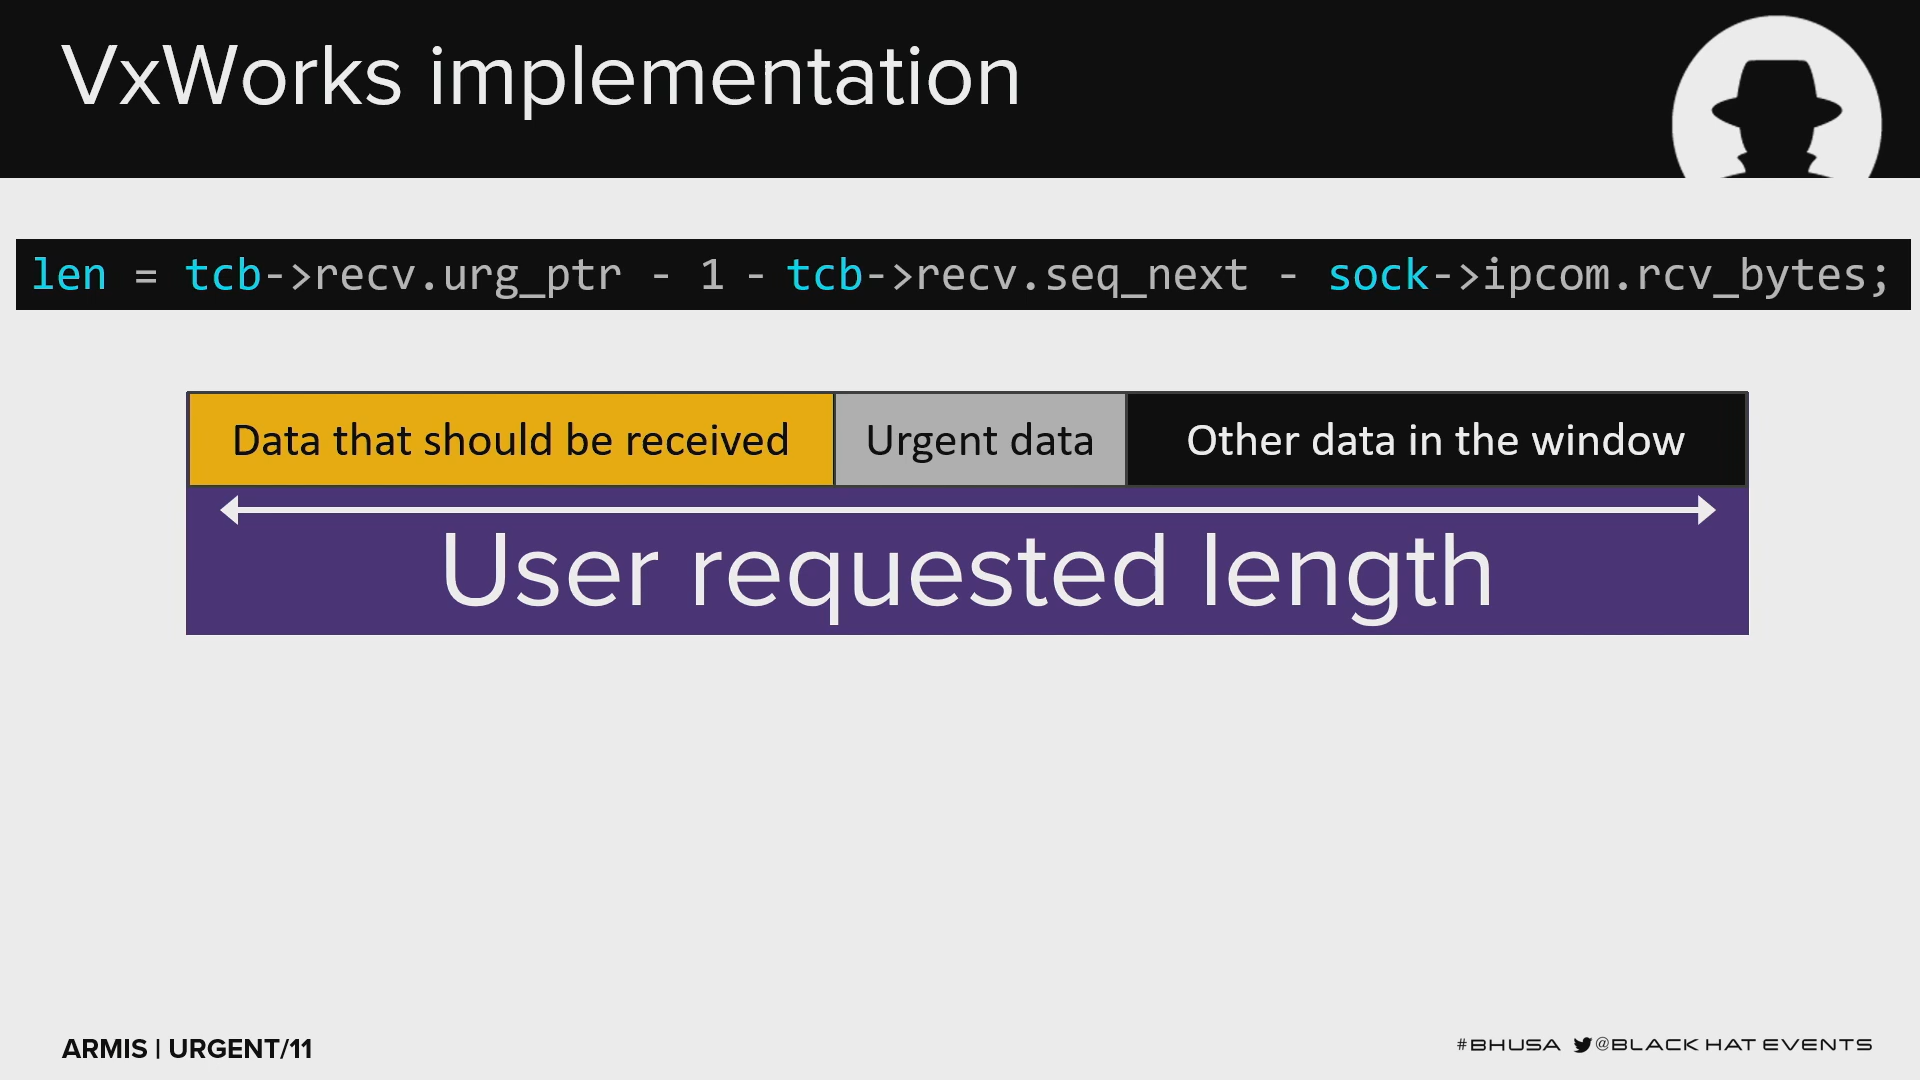 VxWorks implementation
len = tcb->recv.urg_ptr - 1 - tcb->recv.seq_next - sock->ipcom.rcv_bytes;
Data that should be received Urgent data Other data in the window
User requested length
ARMIS | URGENT/11 #BHUSA @BLACK HAT EVENTS